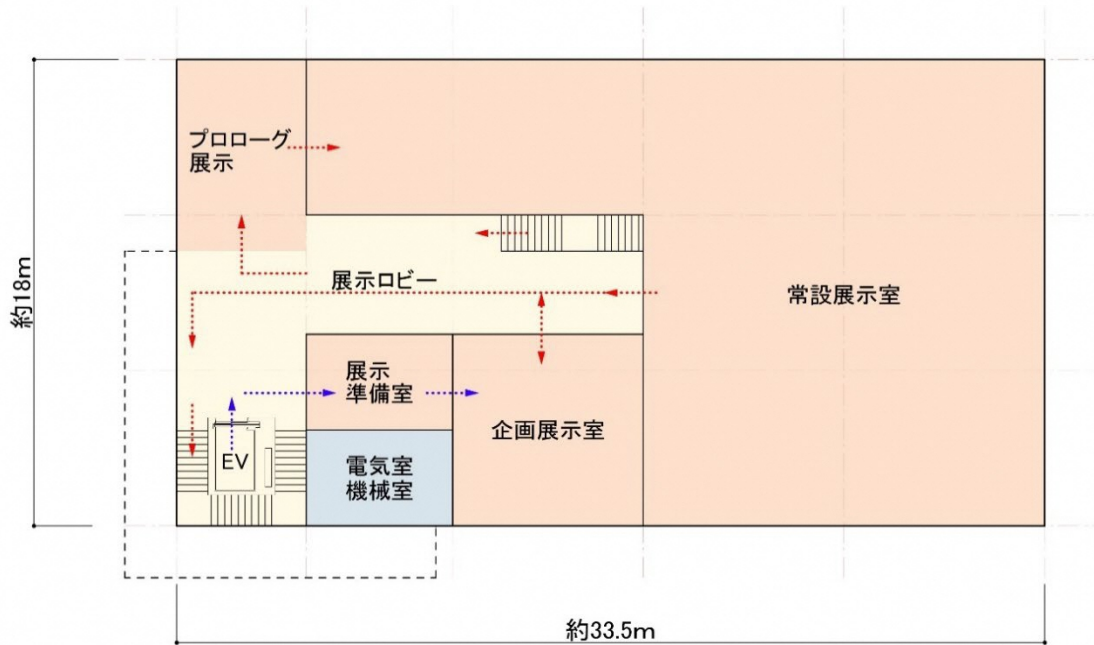 プロローグ
展示
展示ロビー
常設展示室
約18m
展示
準備室
企画展示室
EV
電気室
機械室
約33.5m